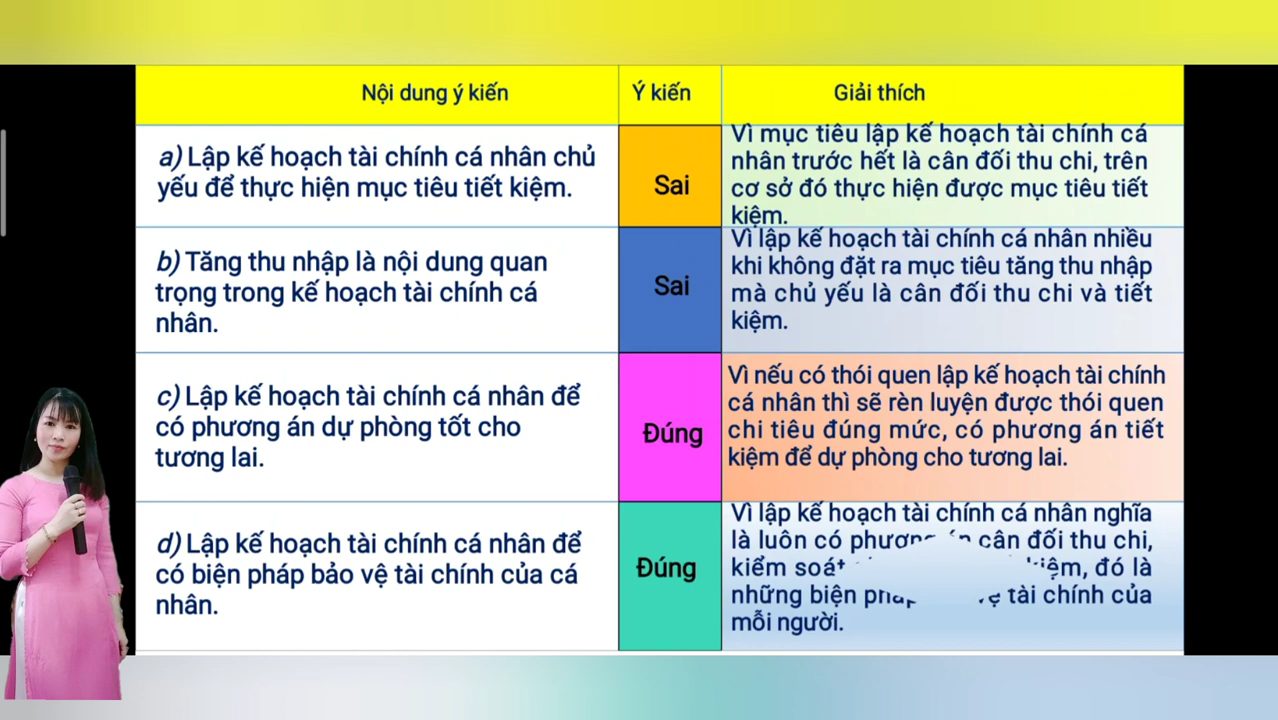 Nội dung ý kiến
Ý kiến
Giải thích
a) Lập kế hoạch tài chính cá nhân chủ
yếu để thực hiện mục tiêu tiết kiệm.
Sai
Vì mục tiêu lập kế hoạch tài chính cá
nhân trước hết là cân đối thu chi, trên
cơ sở đó thực hiện được mục tiêu tiết
kiệm.
b) Tăng thu nhập là nội dung quan
trọng trong kế hoạch tài chính cá
nhân.
Sai
Vì lập kế hoạch tài chính cá nhân nhiều
khi không đặt ra mục tiêu tăng thu nhập
mà chủ yếu là cân đối thu chi và tiết
kiệm.
c) Lập kế hoạch tài chính cá nhân để
có phương án dự phòng tốt cho
tương lai.
Đúng
Vì nếu có thói quen lập kế hoạch tài chính
cá nhân thì sẽ rèn luyện được thói quen
chi tiêu đúng mức, có phương án tiết
kiệm để dự phòng cho tương lai.
d) Lập kế hoạch tài chính cá nhân để
có biện pháp bảo vệ tài chính của cá
nhân.
Đúng
Vì lập kế hoạch tài chính cá nhân nghĩa
là luôn có phương cân đối thu chi,
kiểm soát đó là
những biện pháp tài chính của
mỗi người.